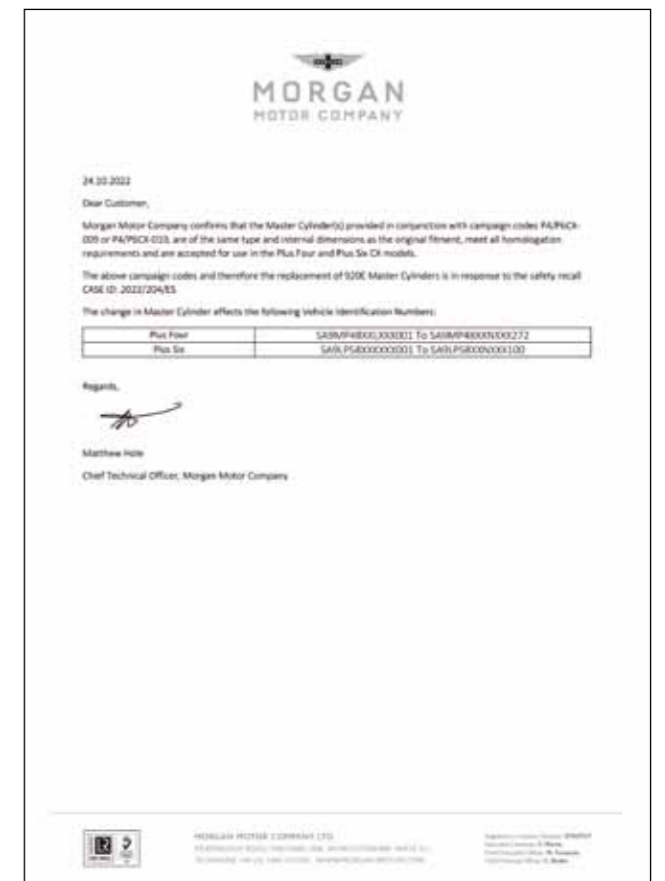 MORGAN
MOTOR COMPANY
24.10.2022
Dear Customer,
Morgan Motor Company confirms that the Master Cylinder(s) provided in conjunction with campaign codes P4/P6CX-
009 or P4/P6CX-010, are of the same type and internal dimensions as the original fitment, meet all homologation
requirements and are accepted for use in the Plus Four and Plus Six CX models.
The above campaign codes and therefore the replacement of 920E Master Cylinders is in response to the safety recall
CASE ID: 2022/204/ES
The change in Master Cylinder effects the following Vehicle Identification Numbers:
Plus Four
Plus Six
Regards,
Matthew Hole
Chief Technical Officer, Morgan Motor Company
MORGAN MOTOR COMPANY LTD